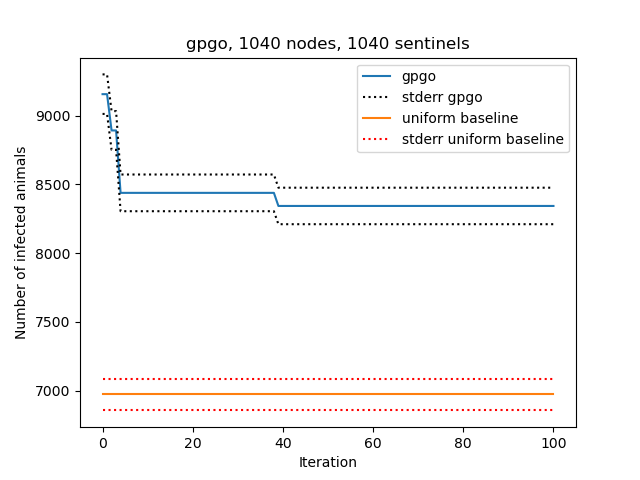 gpgo, 1040 nodes, 1040 sentinels
gpgo
stderr gpgo
uniform baseline
stderr uniform baseline
Number of infected animals
9000
8500
8000
7500
7000
0 20 40 60 80 100
Iteration